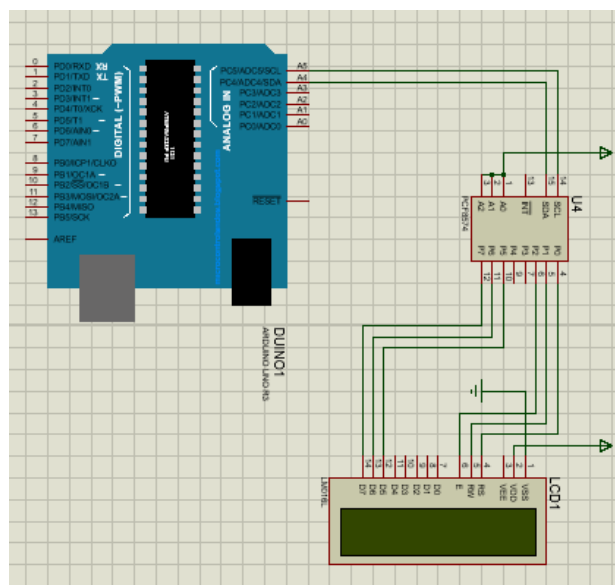 0
1
2
3
4
5
6
7
8
9
10
11
12
13
PD0/RXD
PD1/TXD
PD2/INT0
PD3/INT1
PD4/T0/XCK
PD5/T1
PD6/AIN0
PD7/AIN1
PB0/ICP1/CLKO
PB1/OC1A
PB2/SS/OC1B
PB3/MOSI/OC2A
PB4/MISO
PB5/SCK
AREF
RX
TX
DIGITAL (~PWM)
ANALOG IN
PC5/ADC5/SCL
PC4/ADC4/SDA
PC3/ADC3
PC2/ADC2
PC1/ADC1
PC0/ADC0
RESET
A5
A4
A3
A2
A1
A0
DUINO1
ARDUINO UNO R3
U4
PCF8574
3
2
1
13
15
14
A2
A1
A0
INT
SDA
SCL
P7
P6
P5
P4
P3
P2
P1
P0
12
11
10
9
7
6
5
4
LCD1
LM016L
14
13
12
11
10
9
8
7
6
5
4
3
2
1
D7
D6
D5
D4
D3
D2
D1
D0
E
RW
RS
VEE
VDD
VSS